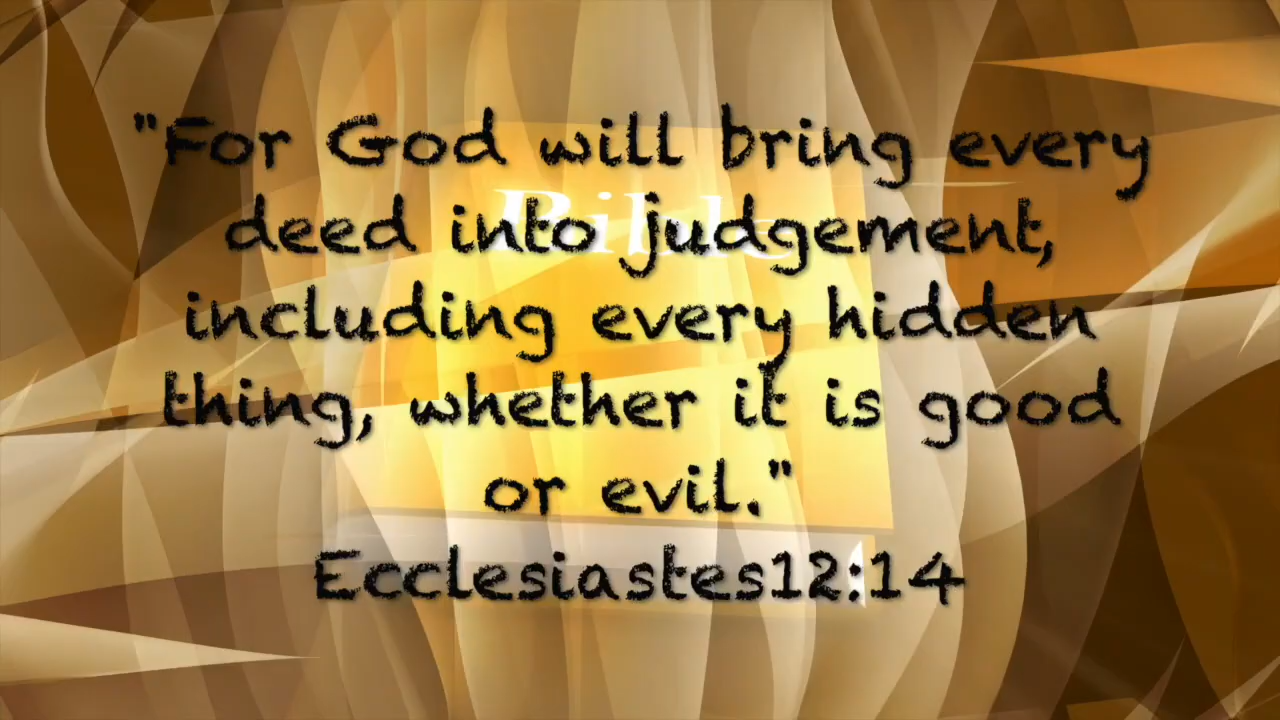 "For God will bring every
deed into judgement,
Bible
including every hidden
thing, whether it is good
or evil."
Ecclesiastes12:14